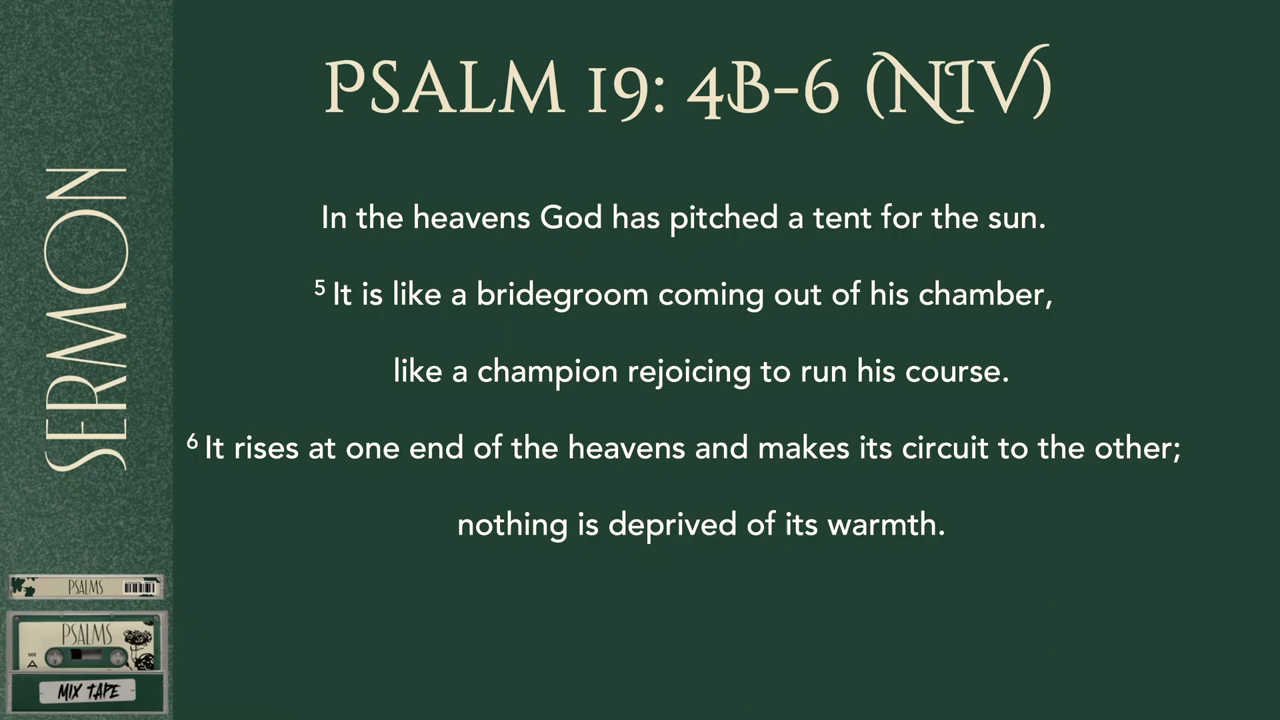 PSALM 19: 4B-6 (NIV)
SERMON
In the heavens God has pitched a tent for the sun.
5 It is like a bridegroom coming out of his chamber,
like a champion rejoicing to run his course.
6 It rises at one end of the heavens and makes its circuit to the other;
nothing is deprived of its warmth.
PSALMS
PSALMS
A
MIX TAPE